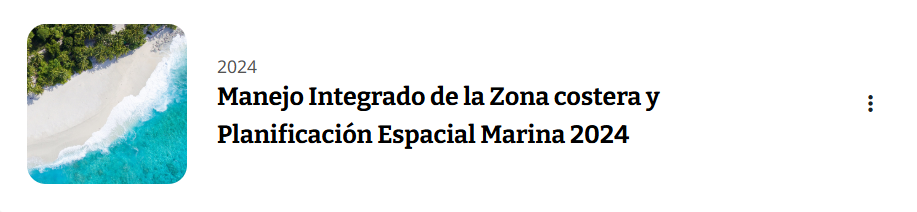 2024
Manejo Integrado de la Zona costera y
Planificación Espacial Marina 2024